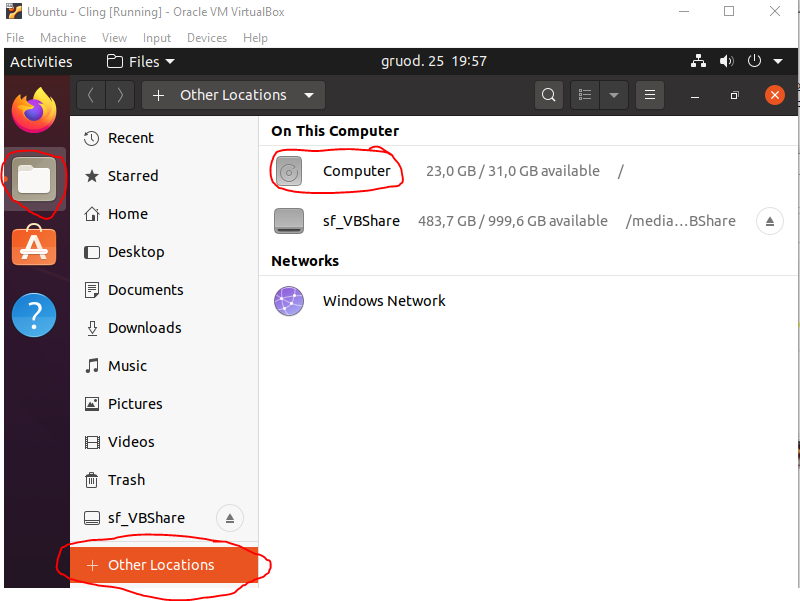 Ubuntu - Cling [Running] - Oracle VM VirtualBox
File Machine View Input Devices Help
Activities Files gruod. 25 19:57
Other Locations
Recent
Starred
Home
Desktop
Documents
Downloads
Music
Pictures
Videos
Trash
sf_VBShare
Other Locations
On This Computer
Computer 23,0 GB / 31,0 GB available /
sf_VBShare 483,7 GB / 999,6 GB available /media…BShare
Networks
Windows Network